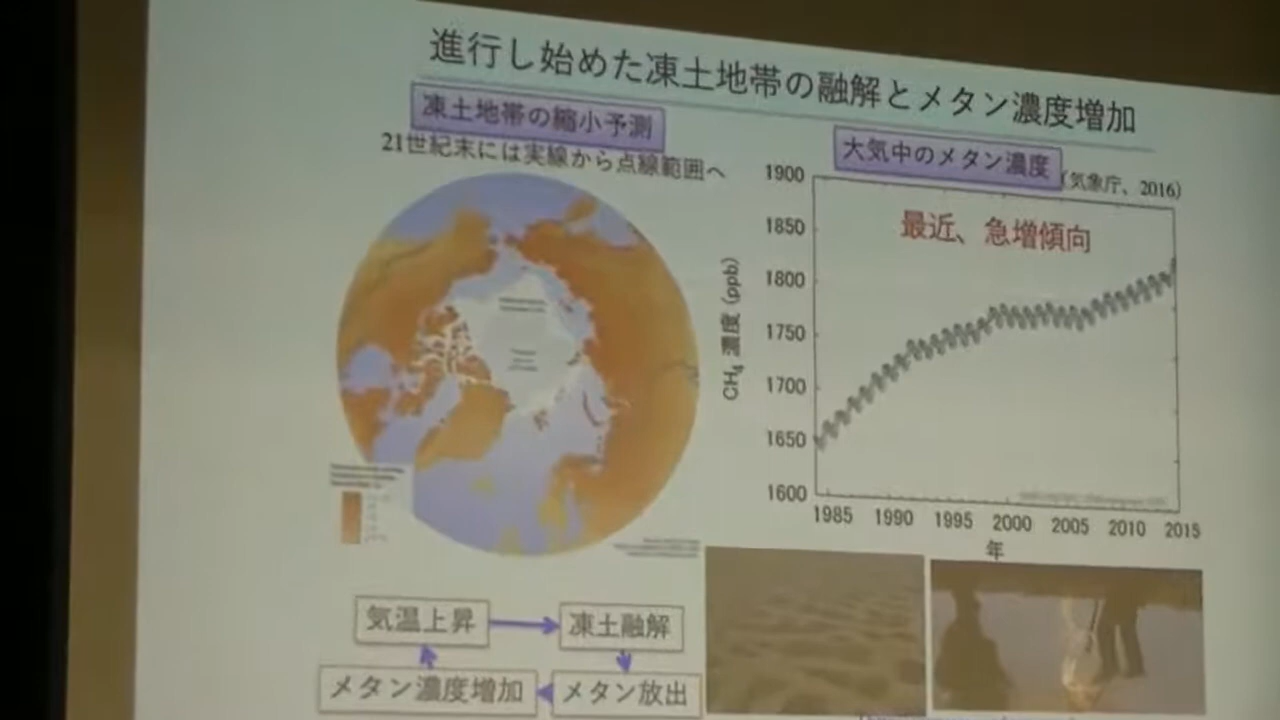 進行し始めた凍土地帯の融解とメタン濃度増加
凍土地帯の縮小予測
21世紀末には実線から点線範囲へ
大気中のメタン濃度
(気象庁、2016)
最近、急増傾向
CH₄ 濃度 (ppb)
1900
1850
1800
1750
1700
1650
1600
1985 1990 1995 2000 2005 2010 2015
年
気温上昇
凍土融解
メタン濃度増加
メタン放出